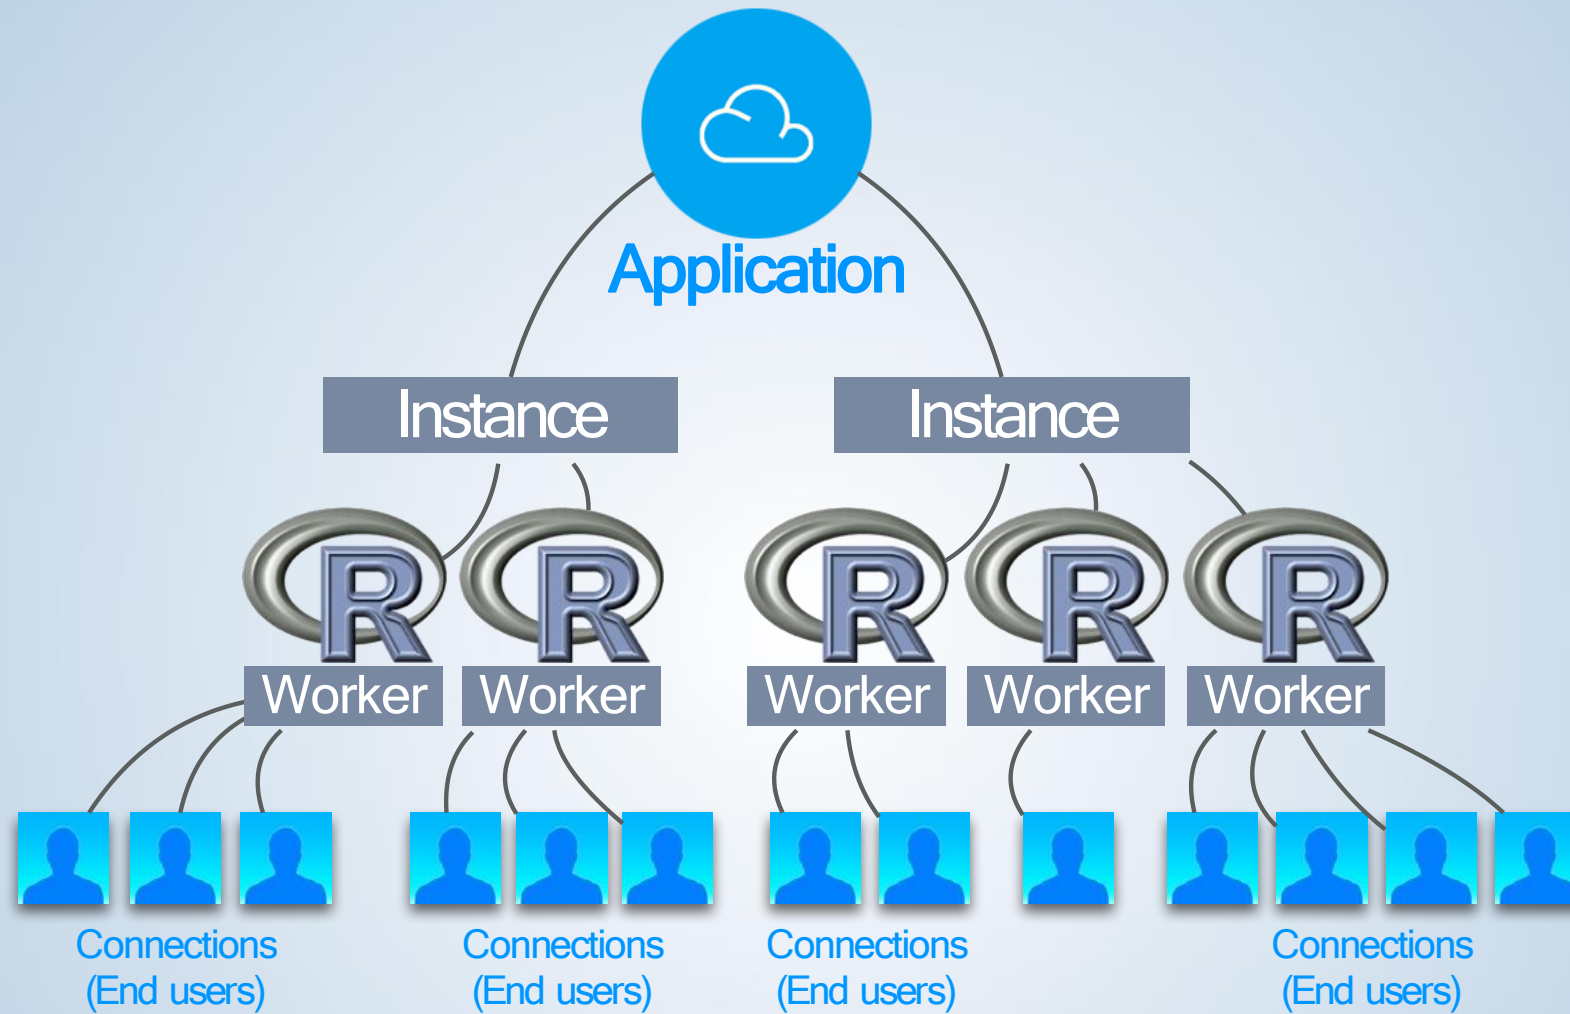 Application
Instance Instance
R R R R R
Worker Worker Worker Worker Worker
Connections Connections Connections Connections
(End users) (End users) (End users) (End users)